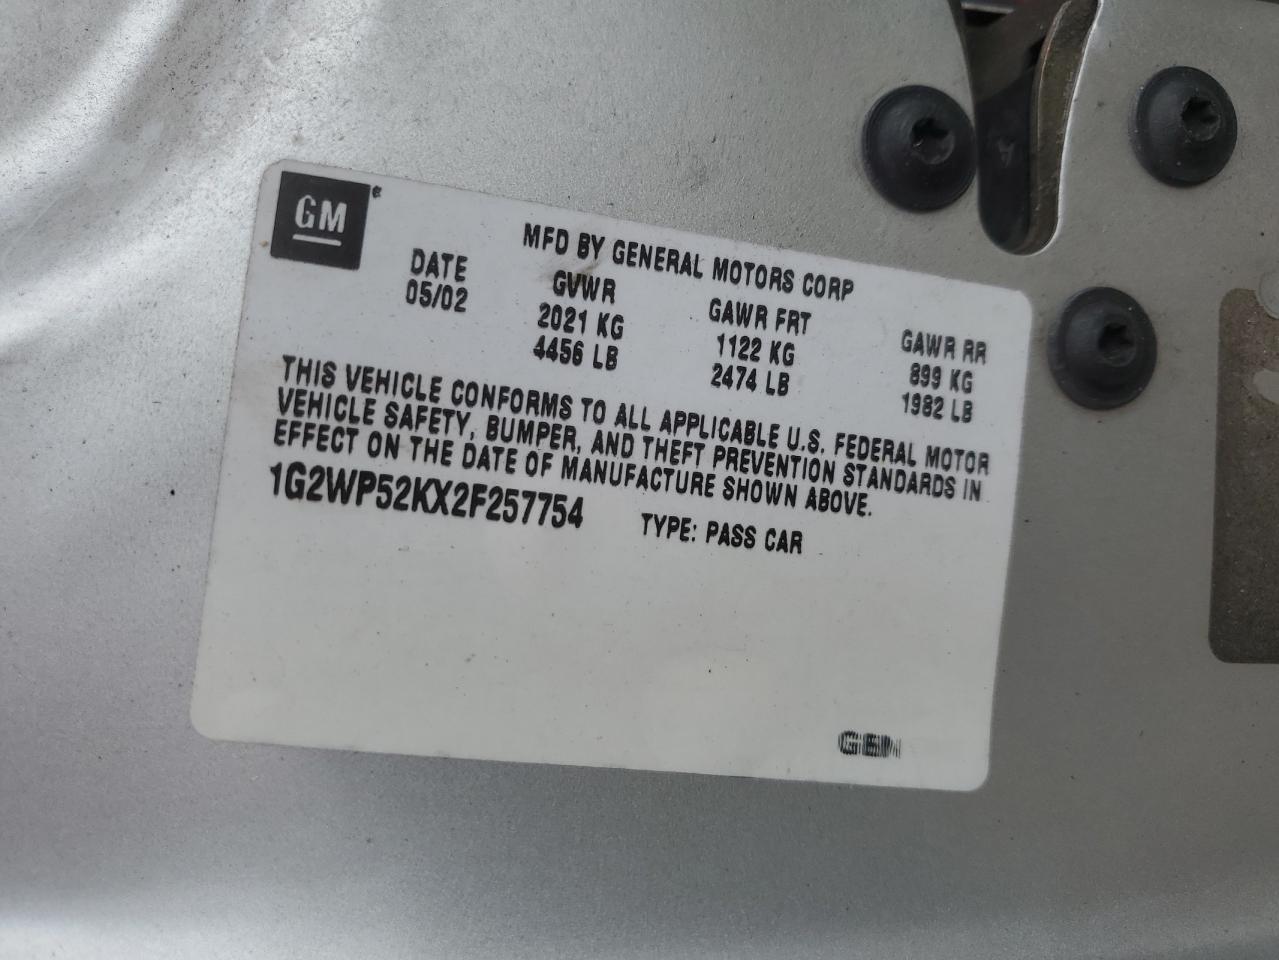 GM
MFD BY GENERAL MOTORS CORP
DATE GVWR GAWR FRT GAWR RR
05/02 2021 KG 1122 KG 899 KG
4456 LB 2474 LB 1982 LB
THIS VEHICLE CONFORMS TO ALL APPLICABLE U.S. FEDERAL MOTOR
VEHICLE SAFETY, BUMPER, AND THEFT PREVENTION STANDARDS IN
EFFECT ON THE DATE OF MANUFACTURE SHOWN ABOVE.
1G2WP52KX2F257754 TYPE: PASS CAR